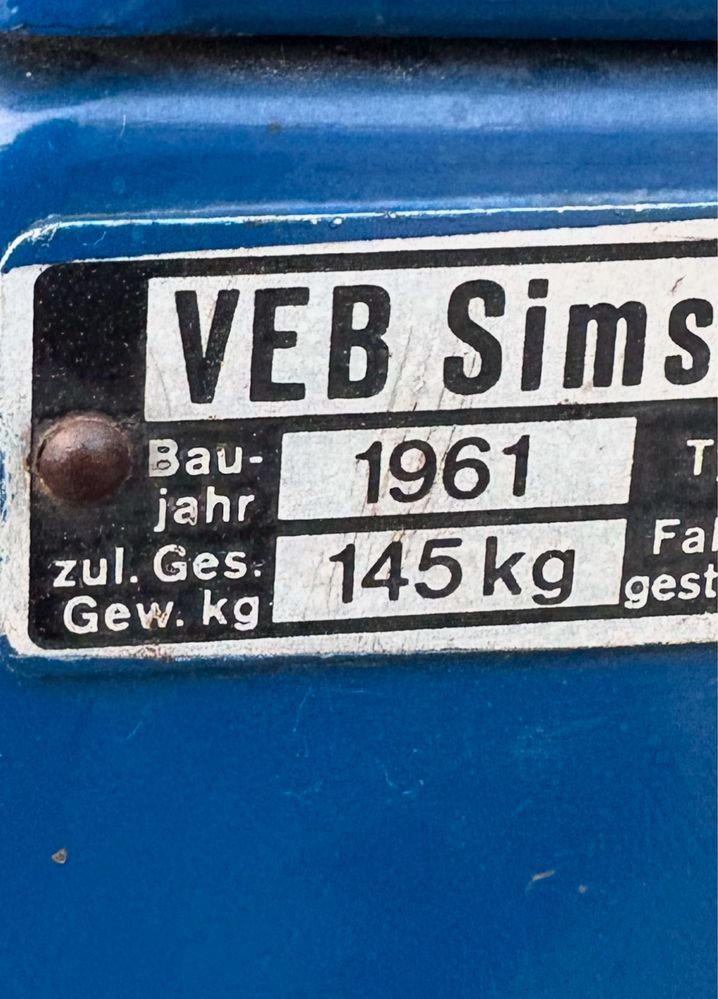 VEB Sims
Bau-
jahr
1961
T
zul. Ges.
Gew. kg
145 kg
Fa
gest